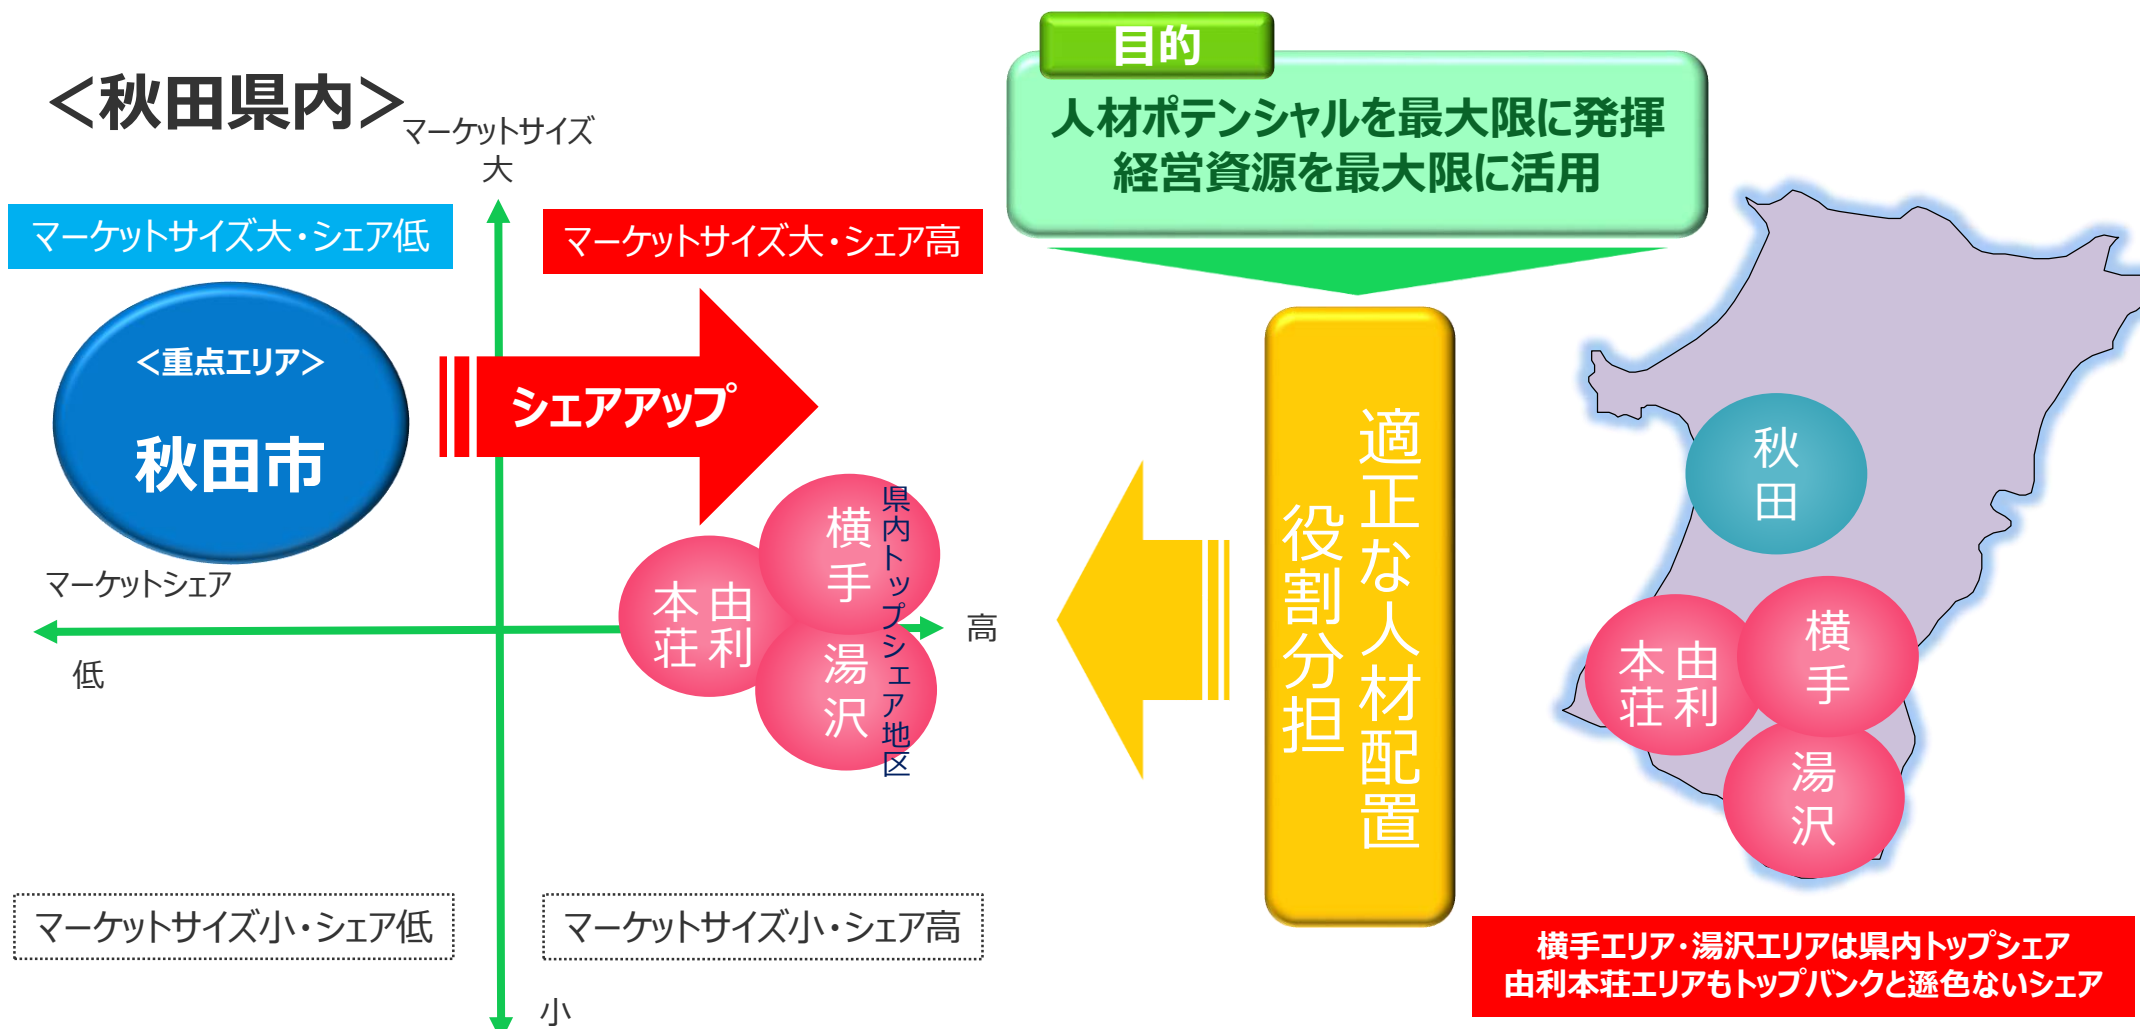 ＜秋田県内＞
マーケットサイズ
大
マーケットサイズ大・シェア低
マーケットサイズ大・シェア高
＜重点エリア＞
秋田市
シェアアップ
マーケットシェア
低
高
横手
由利
本荘
湯沢
県内トップシェア地区
マーケットサイズ小・シェア低
マーケットサイズ小・シェア高
小
目的
人材ポテンシャルを最大限に発揮
経営資源を最大限に活用
適正な人材配置
役割分担
秋田
横手
由利
本荘
湯沢
横手エリア・湯沢エリアは県内トップシェア
由利本荘エリアもトップバンクと遜色ないシェア